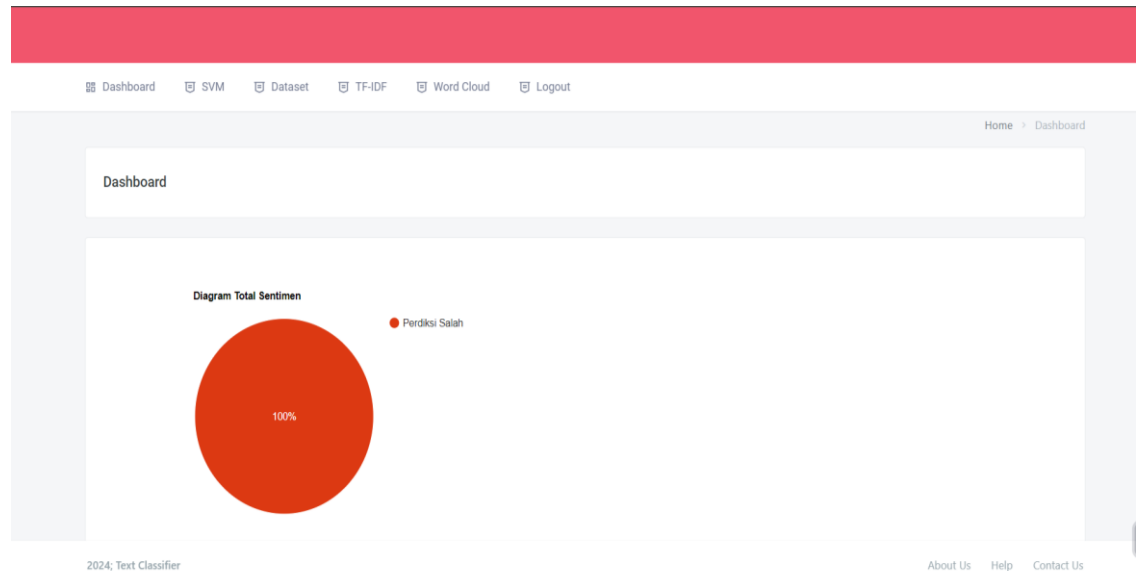 Dashboard SVM Dataset TF-IDF Word Cloud Logout
Home > Dashboard
Dashboard
Diagram Total Sentimen
Perdiksi Salah
100%
2024; Text Classifier About Us Help Contact Us